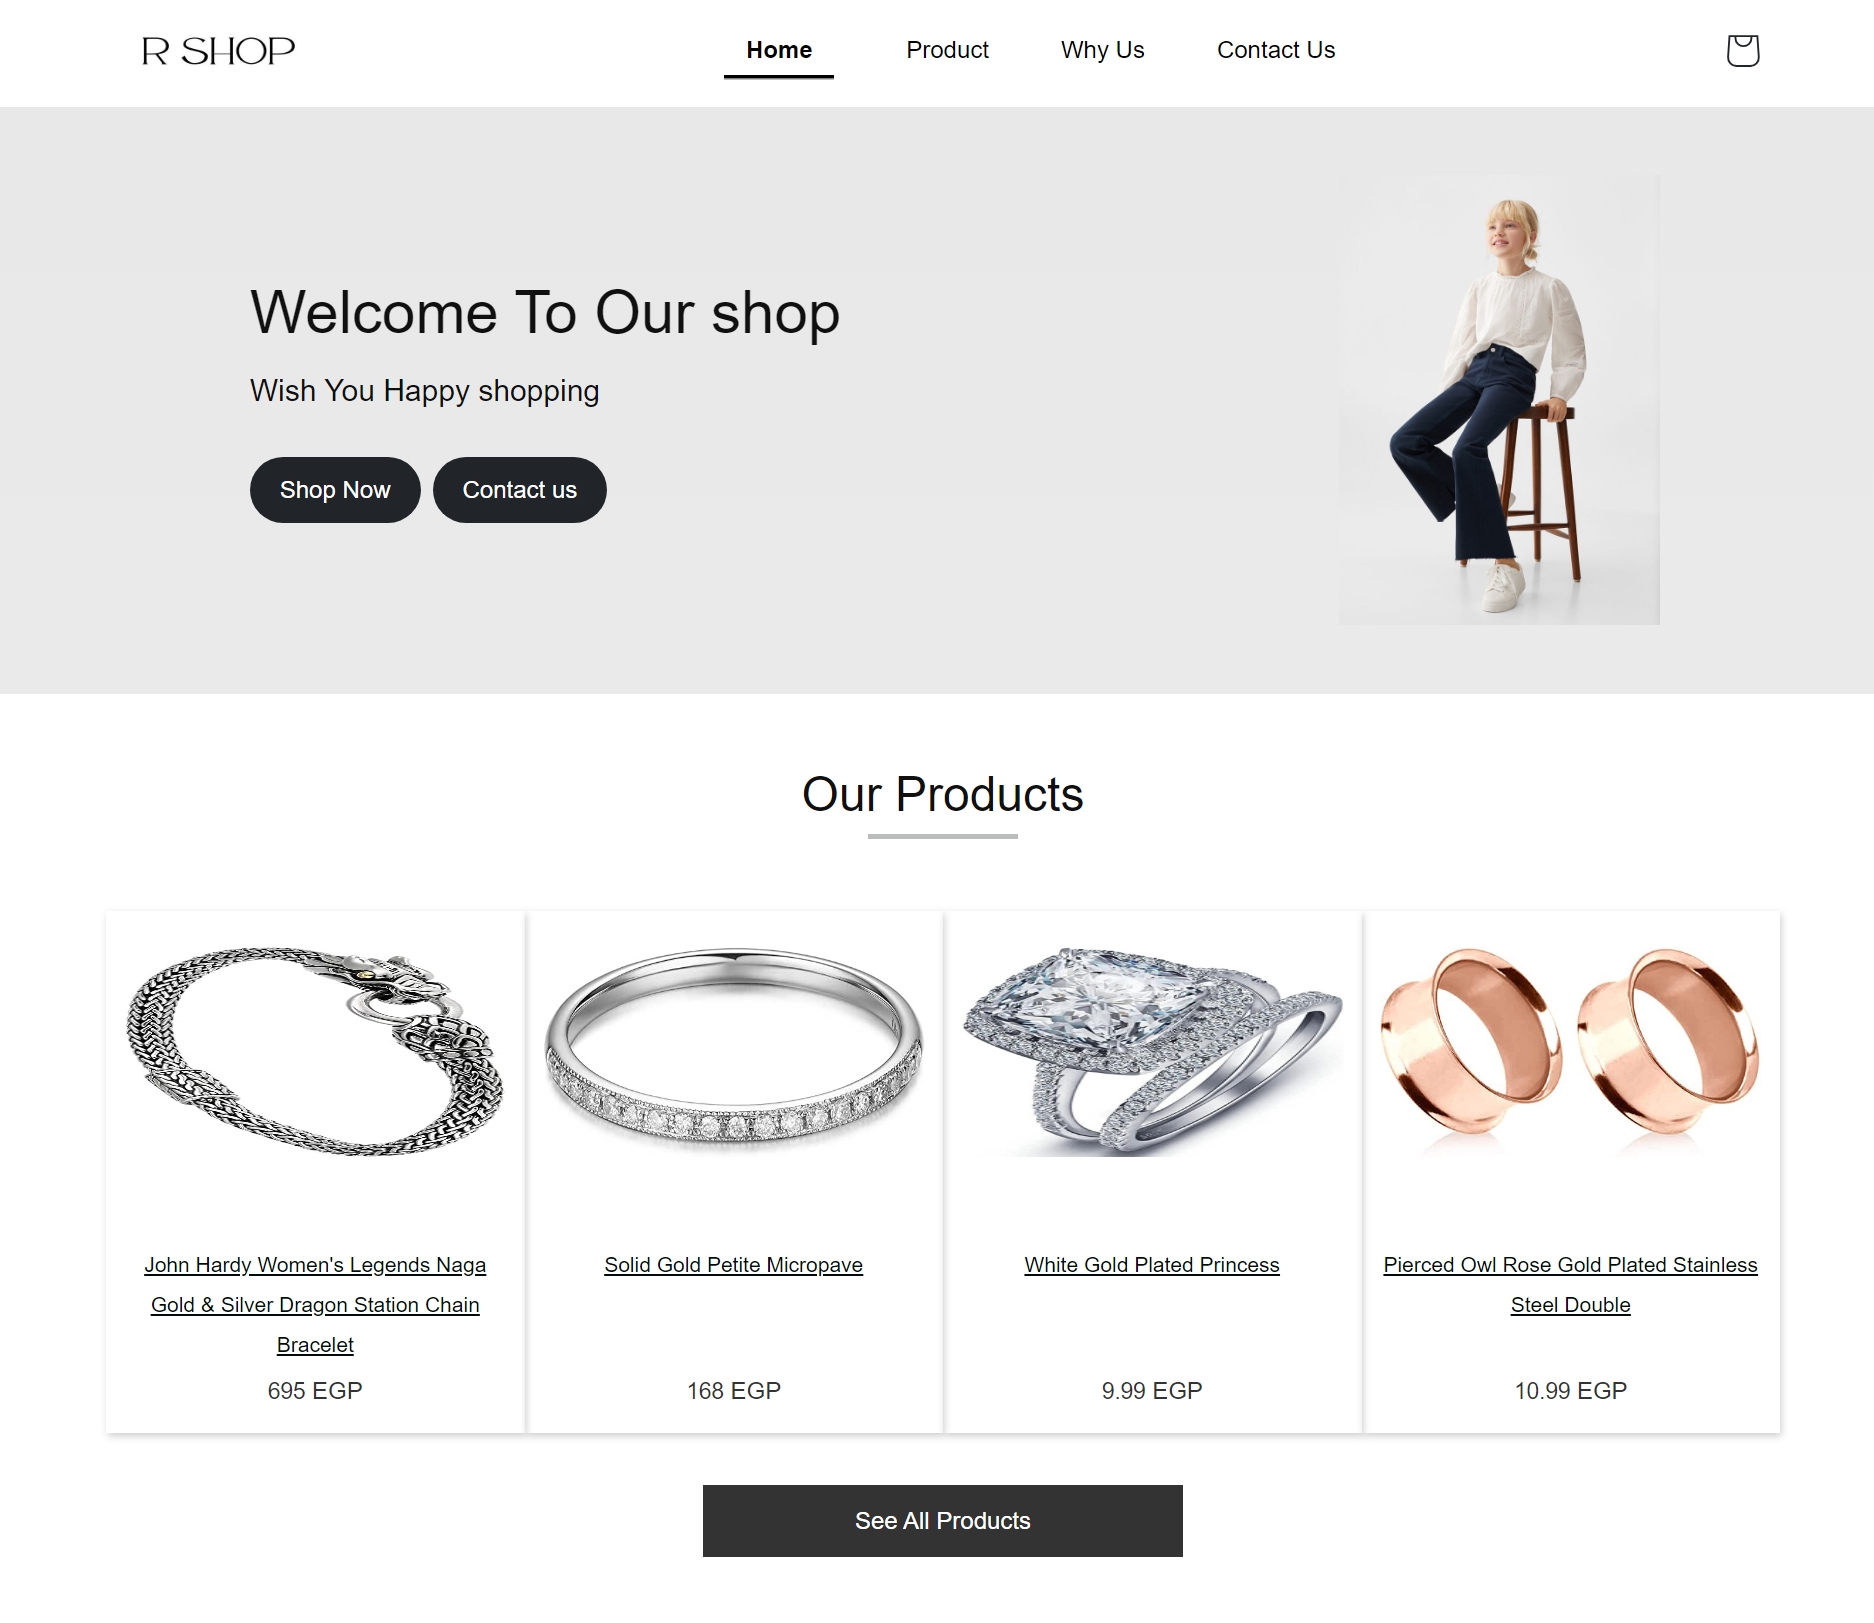 R SHOP
Home
Product
Why Us
Contact Us
Welcome To Our shop
Wish You Happy shopping
Shop Now
Contact us
Our Products
John Hardy Women's Legends Naga
Gold & Silver Dragon Station Chain
Bracelet
695 EGP
Solid Gold Petite Micropave
168 EGP
White Gold Plated Princess
9.99 EGP
Pierced Owl Rose Gold Plated Stainless
Steel Double
10.99 EGP
See All Products